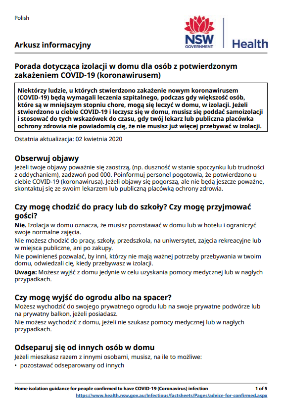 Polish
NSW
GOVERNMENT
Health
Arkusz informacyjny
Porada dotycząca izolacji w domu dla osób z potwierdzonym
zakażeniem COVID-19 (koronawirusem)
Niektórzy ludzie, u których stwierdzono zakażenie nowym koronawirusem
(COVID-19) będą wymagali leczenia szpitalnego, podczas gdy większość osób,
które są w mniejszym stopniu chore, mogą się leczyć w domu, w izolacji. Jeżeli
stwierdzono u ciebie COVID-19 i leczysz się w domu, musisz się poddać samoizolacji
i stosować do tych wskazówek do czasu, gdy twój lekarz lub publiczna placówka
ochrony zdrowia nie powiadomią cię, że nie musisz już więcej przebywać w izolacji.
Ostatnia aktualizacja: 02 kwietnia 2020
Obserwuj objawy
Jeżeli twoje objawy poważnie się zaostrzą, (np. duszność w stanie spoczynku lub trudności
z oddychaniem), zadzwoń pod 000. Poinformuj personel pogotowia, że potwierdzono u
ciebie COVID-19 (koronawirusa). Jeżeli objawy się pogorszą, ale nie będą jeszcze poważne,
skontaktuj się ze swoim lekarzem lub publiczną placówką ochrony zdrowia.
Czy mogę chodzić do pracy lub do szkoły? Czy mogę przyjmować
gości?
Nie. Izolacja w domu oznacza, że musisz pozostawać w domu lub w hotelu i ograniczyć
swoje normalne zajęcia.
Nie możesz chodzić do pracy, szkoły, przedszkola, na uniwersytet, zajęcia rekreacyjne lub
w miejsca publiczne, ani po zakupy.
Nie powinieneś pozwalać, by inni, którzy nie mają ważnej potrzeby przebywania w twoim
domu, odwiedzali cię, kiedy przebywasz w izolacji.
Uwaga: Możesz wyjść z domu jedynie w celu uzyskania pomocy medycznej lub w nagłych
przypadkach.
Czy mogę wyjść do ogrodu albo na spacer?
Możesz wychodzić do swojego prywatnego ogrodu lub na swoje prywatne podwórze lub
na prywatny balkon, jeżeli posiadasz.
Nie możesz wychodzić z domu, jeżeli nie szukasz pomocy medycznej lub w nagłych
przypadkach.
Odseparuj się od innych osób w domu
Jeżeli mieszkasz razem z innymi osobami, musisz, na ile to możliwe:
• pozostawać odseparowany od innych
Home isolation guidance for people confirmed to have COVID-19 (Coronavirus) infection
1 of 5
https://www.health.nsw.gov.au/Infectious/factsheets/Pages/advice-for-confirmed.aspx